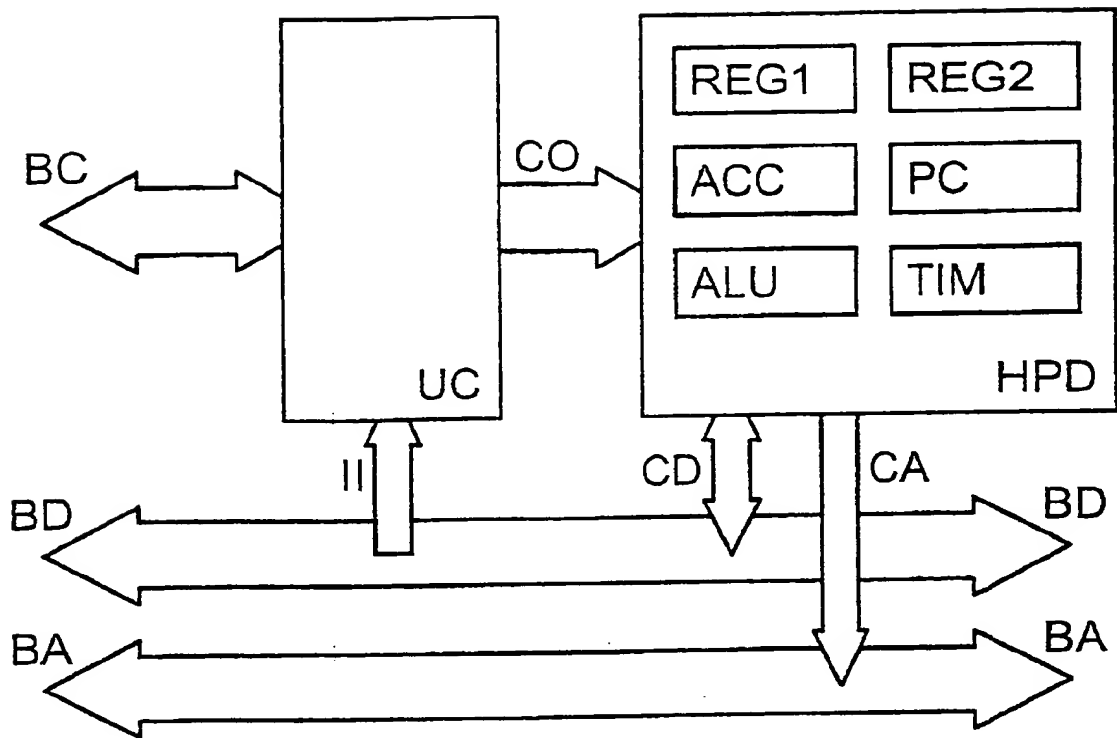 REG1 REG2
BC CO
ACC PC
ALU TIM
UC HPD
II CD CA
BD BD
BA BA